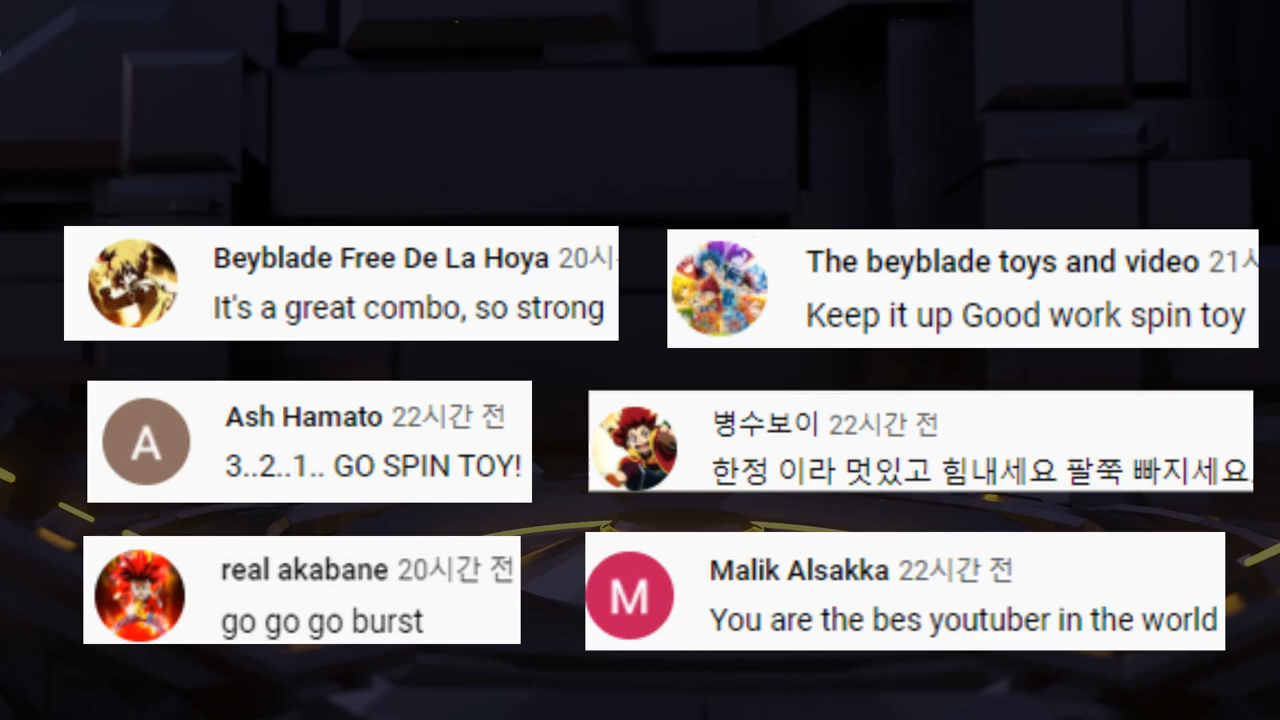 Beyblade Free De La Hoya 20시
It's a great combo, so strong
The beyblade toys and video 21
Keep it up Good work spin toy
A
Ash Hamato 22시간 전
3..2..1.. GO SPIN TOY!
병수보이 22시간 전
한정 이라 멋있고 힘내세요 팔쭉 빠지세요.
real akabane 20시간 전
go go go burst
M
Malik Alsakka 22시간 전
You are the bes youtuber in the world